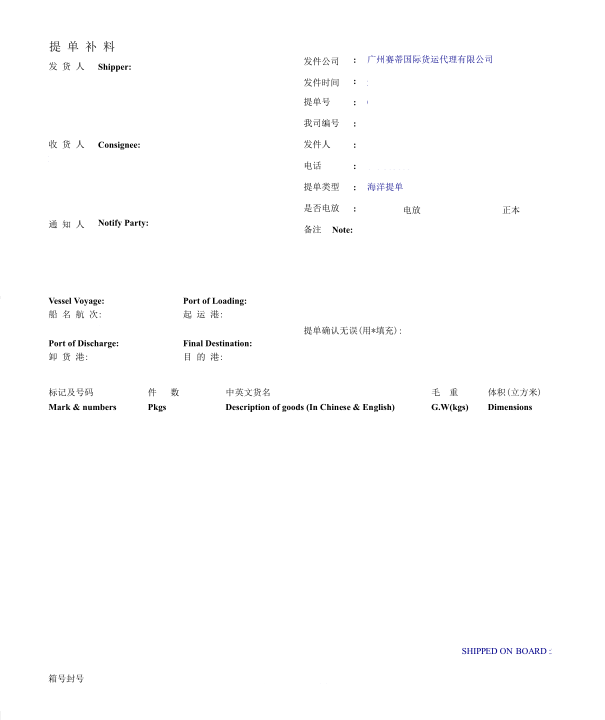 提 单 补 料
发 货 人 Shipper:
发件公司 : 广州赛蒂国际货运代理有限公司
发件时间 :
提单号 :
我司编号 :
收 货 人 Consignee:
发件人 :
电话 :
提单类型 : 海洋提单
是否电放 : 电放 正本
通 知 人 Notify Party:
备注 Note:
Vessel Voyage: Port of Loading:
船 名 航 次: 起 运 港:
提单确认无误(用*填充):
Port of Discharge: Final Destination:
卸 货 港: 目 的 港:
标记及号码 件 数 中英文货名 毛 重 体积(立方米)
Mark & numbers Pkgs Description of goods (In Chinese & English) G.W(kgs) Dimensions
SHIPPED ON BOARD :
箱号封号